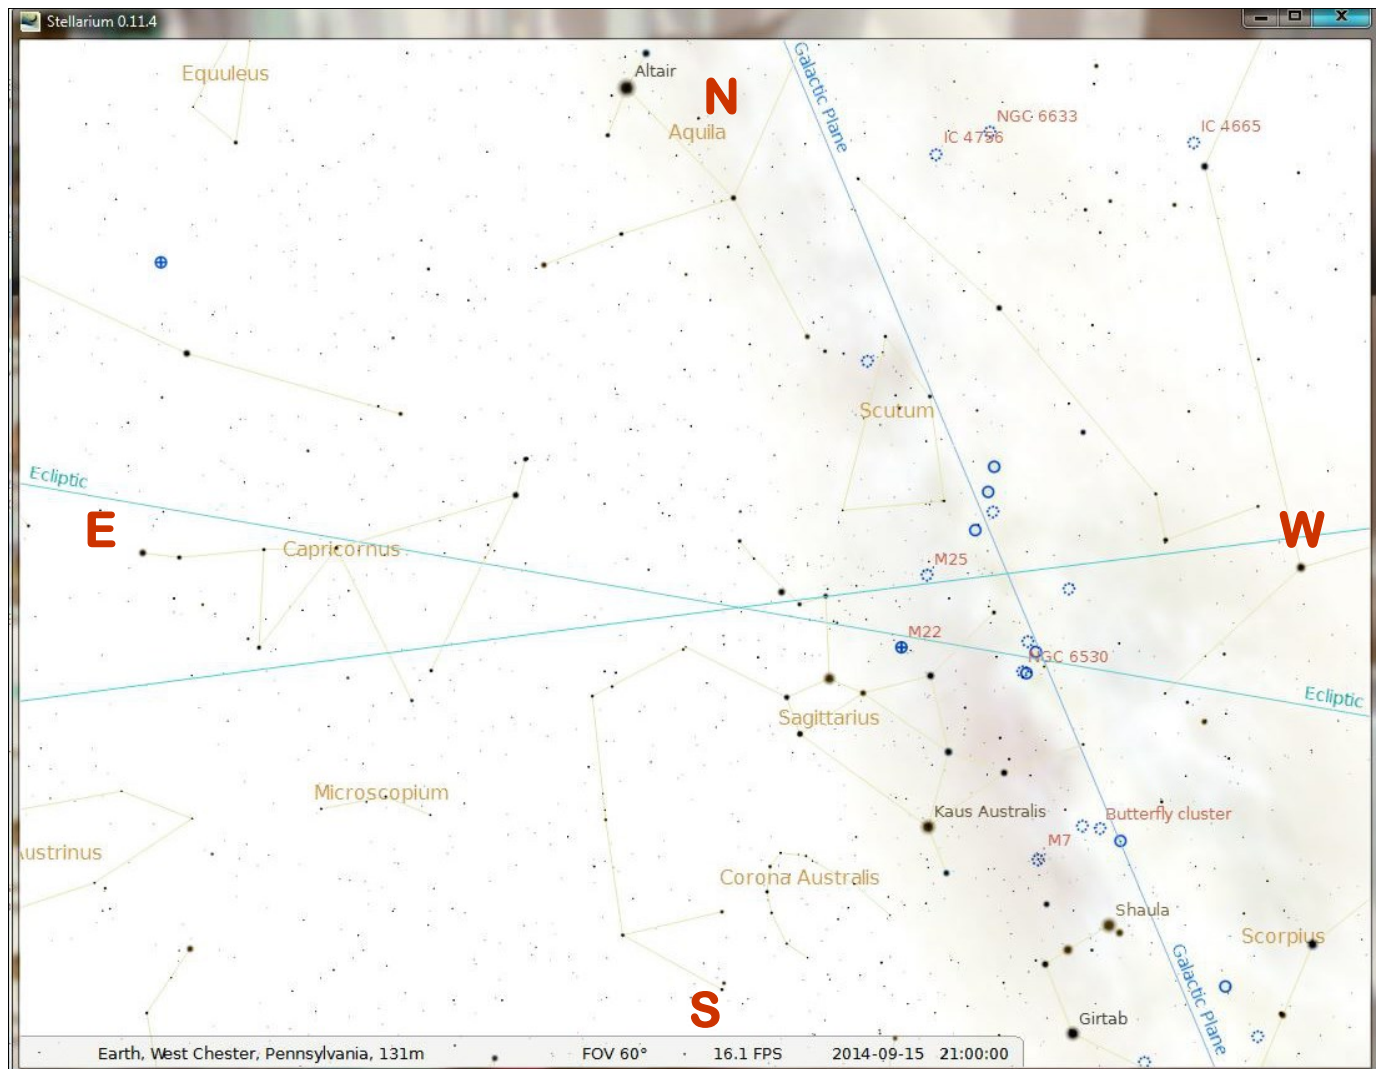 Stellarium 0.11.4
Equuleus
Altair
N
Aquila
Galactic Plane
NGC 6633
IC 4756
IC 4665
Scutum
Ecliptic
E
Capricornus
W
M25
M22
NGC 6530
Ecliptic
Sagittarius
Microscopium
Kaus Australis
Butterfly cluster
M7
ustrinus
Corona Australis
Shaula
Scorpius
Galactic Plane
S
Girtab
Earth, West Chester, Pennsylvania, 131m FOV 60° 16.1 FPS 2014-09-15 21:00:00